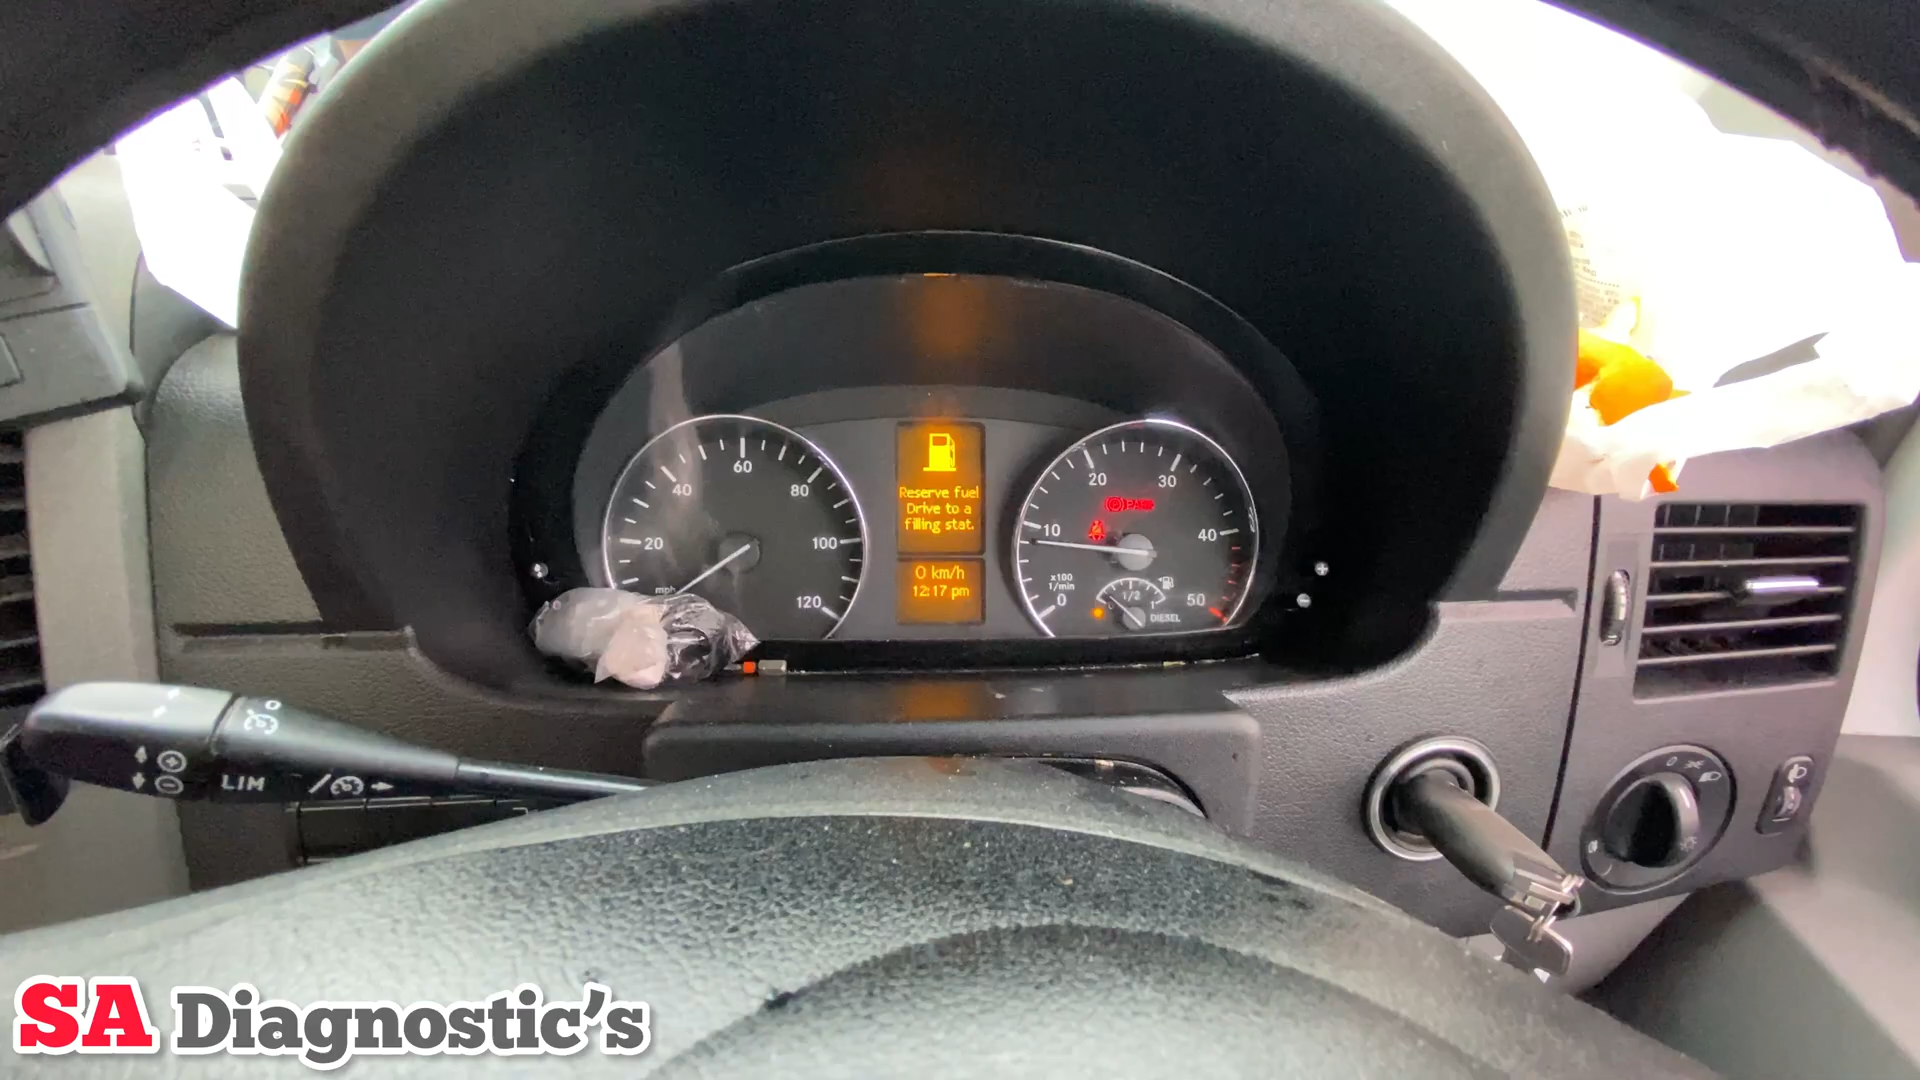 60
40
80
20
100
mph
120
Reserve fuel
Drive to a
filling stat.
0 km/h
12:17 pm
20
30
10
40
x100
1/min
0
50
1/2
1
DIESEL
LIM
SA Diagnostic's